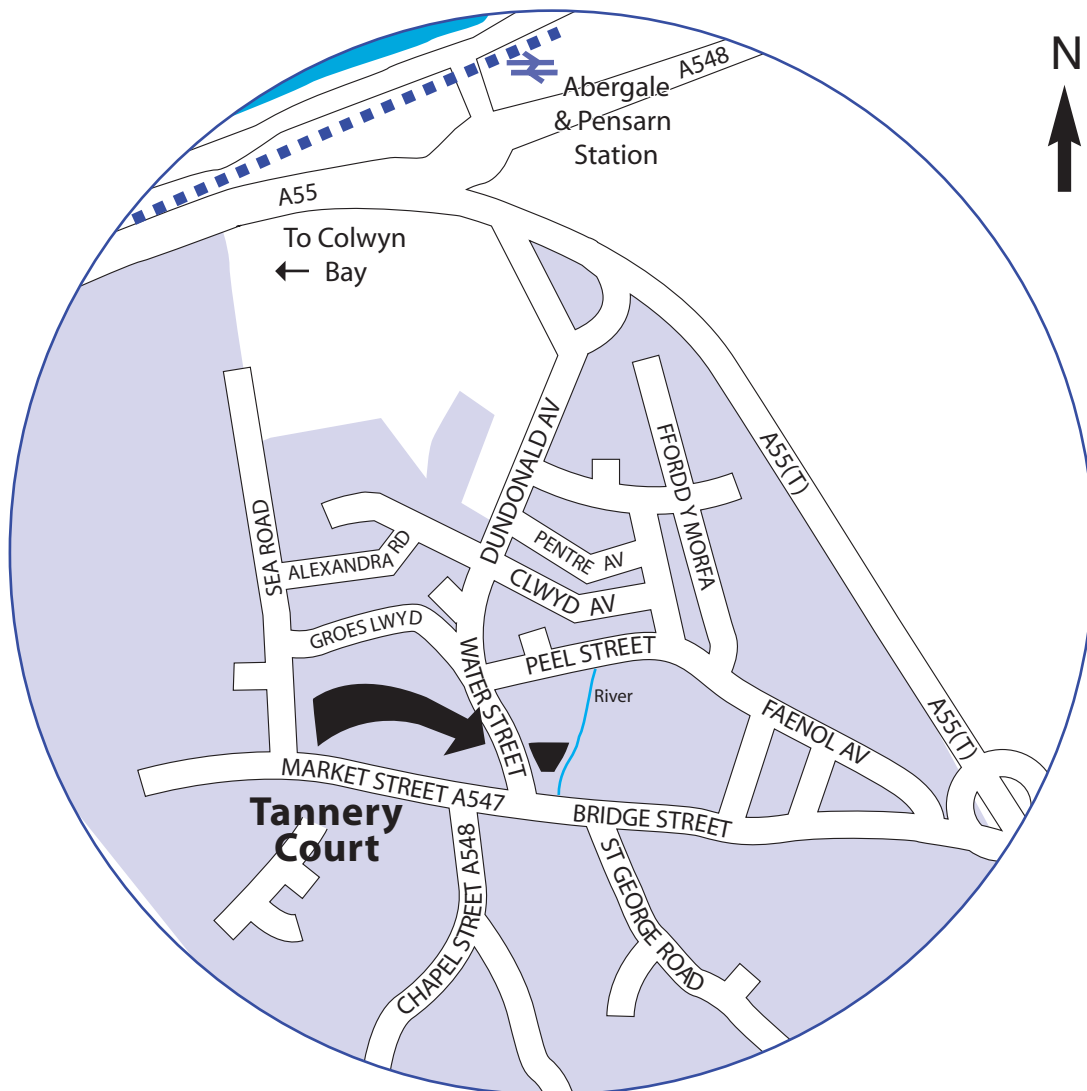 N
A548
Abergale
& Pensarn
Station
A55
To Colwyn
Bay
DUNDONALD AV
FFORDD Y MORFA
A55(T)
SEA ROAD
ALEXANDRA RD
PENTRE AV
CLWYD AV
GROES LWYD
WATER STREET
PEEL STREET
River
FAENOL AV
A55(T)
MARKET STREET A547
BRIDGE STREET
Tannery
Court
CHAPEL STREET A548
ST GEORGE ROAD